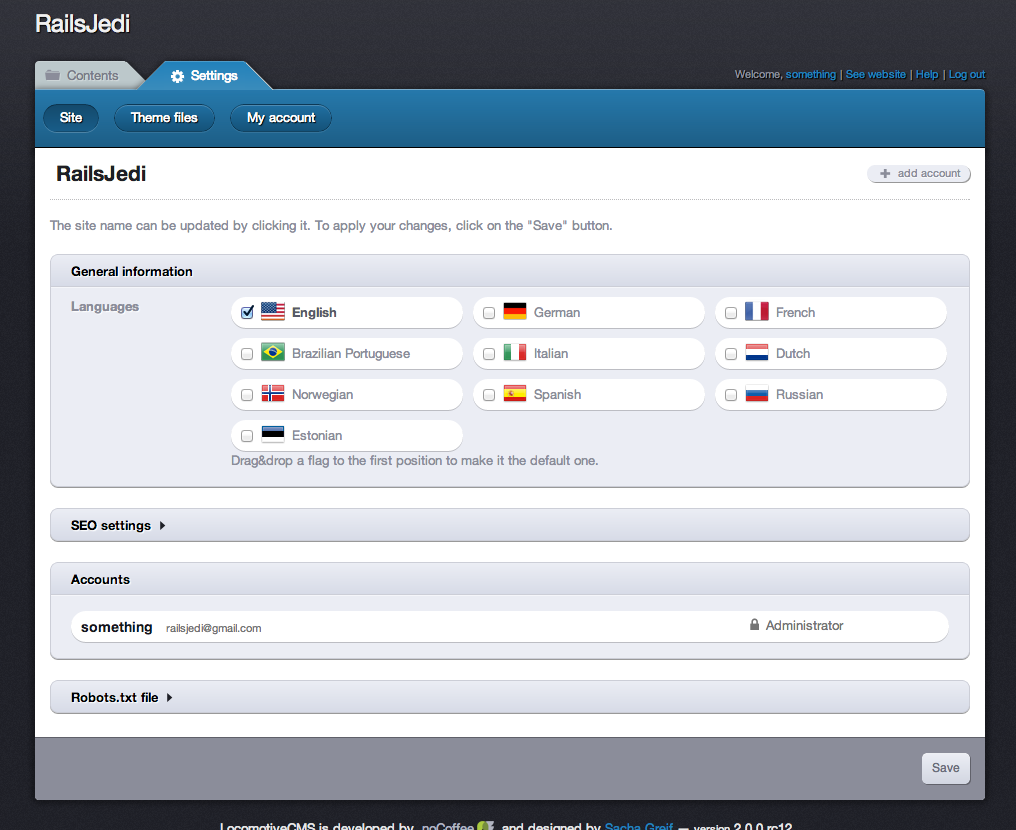 RailsJedi
Contents Settings
Welcome, something | See website | Help | Log out
Site Theme files My account
RailsJedi
+ add account
The site name can be updated by clicking it. To apply your changes, click on the "Save" button.
General information
Languages
English German French
Brazilian Portuguese Italian Dutch
Norwegian Spanish Russian
Estonian
Drag&drop a flag to the first position to make it the default one.
SEO settings
Accounts
something railsjedi@gmail.com Administrator
Robots.txt file
Save
LocomotiveCMS is developed by noCoffee and designed by Sacha Greif — version 2.0.0.rc12